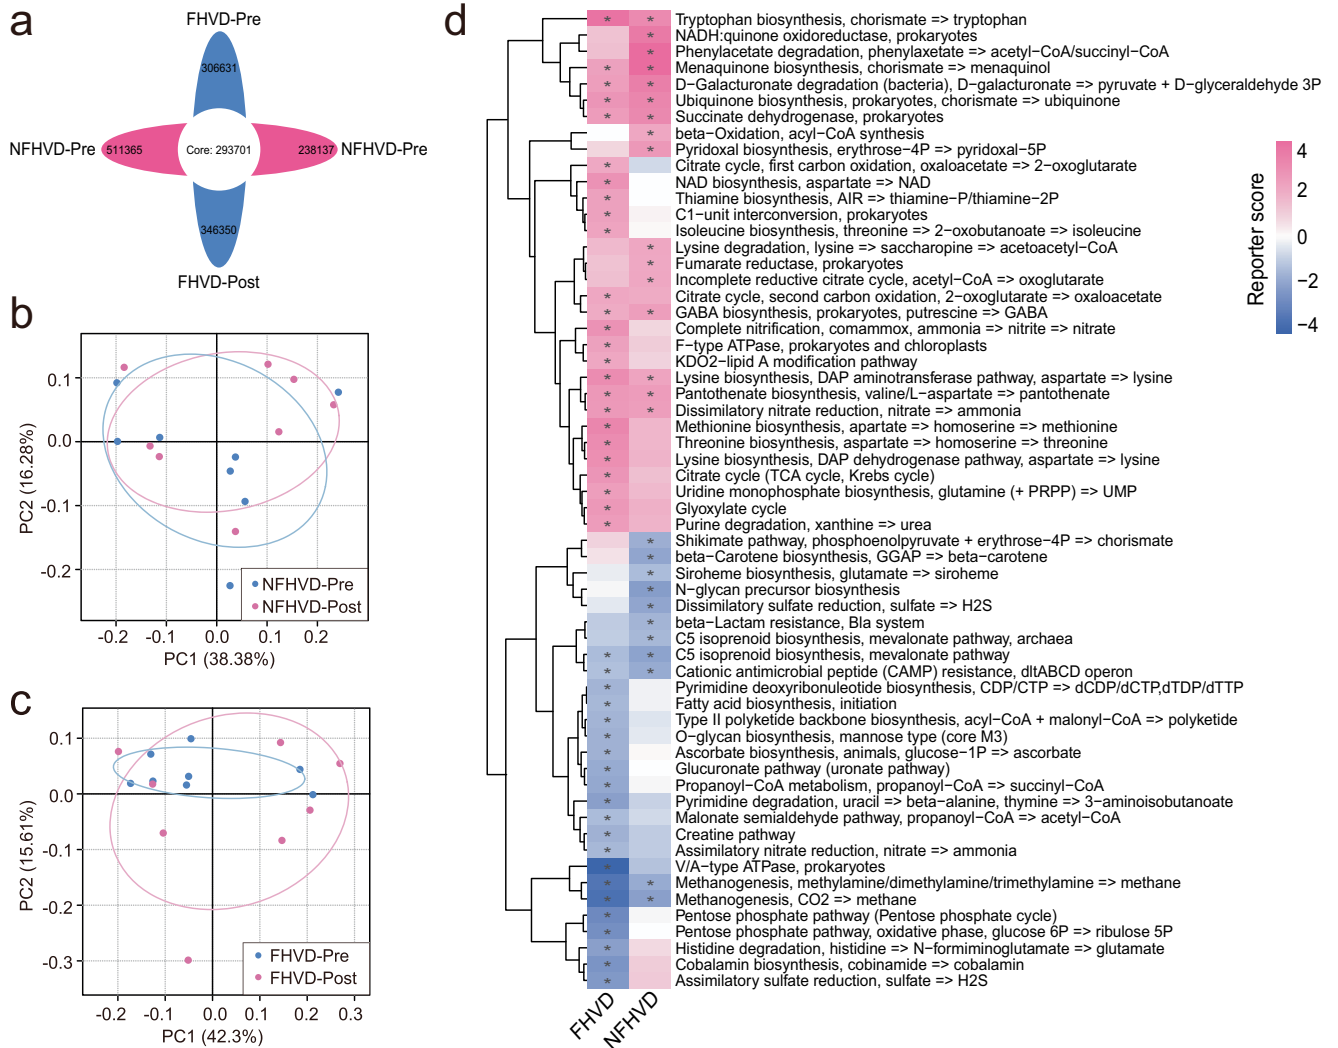 a
FHVD-Pre
306631
NFHVD-Pre
511365
Core: 293701
238137
NFHVD-Pre
346350
FHVD-Post
b
PC2 (16.28%)
0.1
0.0
-0.1
-0.2
NFHVD-Pre
NFHVD-Post
-0.2
-0.1
0.0
0.1
0.2
PC1 (38.38%)
c
PC2 (15.61%)
0.1
0.0
-0.1
-0.2
-0.3
FHVD-Pre
FHVD-Post
-0.2
-0.1
0.0
0.1
0.2
0.3
PC1 (42.3%)
d
* * Tryptophan biosynthesis, chorismate => tryptophan
* NADH:quinone oxidoreductase, prokaryotes
* Phenylacetate degradation, phenylaxetate => acetyl−CoA/succinyl−CoA
* * Menaquinone biosynthesis, chorismate => menaquinol
* * D−Galacturonate degradation (bacteria), D−galacturonate => pyruvate + D−glyceraldehyde 3P
* * Ubiquinone biosynthesis, prokaryotes, chorismate => ubiquinone
* * Succinate dehydrogenase, prokaryotes
* beta−Oxidation, acyl−CoA synthesis
* Pyridoxal biosynthesis, erythrose−4P => pyridoxal−5P
* Citrate cycle, first carbon oxidation, oxaloacetate => 2−oxoglutarate
* NAD biosynthesis, aspartate => NAD
* Thiamine biosynthesis, AIR => thiamine−P/thiamine−2P
* C1−unit interconversion, prokaryotes
* Isoleucine biosynthesis, threonine => 2−oxobutanoate => isoleucine
* Lysine degradation, lysine => saccharopine => acetoacetyl−CoA
* Fumarate reductase, prokaryotes
* Incomplete reductive citrate cycle, acetyl−CoA => oxoglutarate
* Citrate cycle, second carbon oxidation, 2−oxoglutarate => oxaloacetate
* * GABA biosynthesis, prokaryotes, putrescine => GABA
* Complete nitrification, comammox, ammonia => nitrite => nitrate
* F−type ATPase, prokaryotes and chloroplasts
* KDO2−lipid A modification pathway
* * Lysine biosynthesis, DAP aminotransferase pathway, aspartate => lysine
* * Pantothenate biosynthesis, valine/L−aspartate => pantothenate
* * Dissimilatory nitrate reduction, nitrate => ammonia
* Methionine biosynthesis, apartate => homoserine => methionine
* Threonine biosynthesis, aspartate => homoserine => threonine
* Lysine biosynthesis, DAP dehydrogenase pathway, aspartate => lysine
* Citrate cycle (TCA cycle, Krebs cycle)
* Uridine monophosphate biosynthesis, glutamine (+ PRPP) => UMP
* Glyoxylate cycle
* Purine degradation, xanthine => urea
* Shikimate pathway, phosphoenolpyruvate + erythrose−4P => chorismate
* beta−Carotene biosynthesis, GGAP => beta−carotene
* Siroheme biosynthesis, glutamate => siroheme
* N−glycan precursor biosynthesis
* Dissimilatory sulfate reduction, sulfate => H2S
* beta−Lactam resistance, Bla system
* C5 isoprenoid biosynthesis, mevalonate pathway, archaea
* * C5 isoprenoid biosynthesis, mevalonate pathway
* * Cationic antimicrobial peptide (CAMP) resistance, dltABCD operon
* Pyrimidine deoxyribonuleotide biosynthesis, CDP/CTP => dCDP/dCTP,dTDP/dTTP
* Fatty acid biosynthesis, initiation
* Type II polyketide backbone biosynthesis, acyl−CoA + malonyl−CoA => polyketide
* O−glycan biosynthesis, mannose type (core M3)
* Ascorbate biosynthesis, animals, glucose−1P => ascorbate
* Glucuronate pathway (uronate pathway)
* Propanoyl−CoA metabolism, propanoyl−CoA => succinyl−CoA
* Pyrimidine degradation, uracil => beta−alanine, thymine => 3−aminoisobutanoate
* Malonate semialdehyde pathway, propanoyl−CoA => acetyl−CoA
* Creatine pathway
* Assimilatory nitrate reduction, nitrate => ammonia
* V/A−type ATPase, prokaryotes
* * Methanogenesis, methylamine/dimethylamine/trimethylamine => methane
* * Methanogenesis, CO2 => methane
* Pentose phosphate pathway (Pentose phosphate cycle)
* Pentose phosphate pathway, oxidative phase, glucose 6P => ribulose 5P
* Histidine degradation, histidine => N−formiminoglutamate => glutamate
* Cobalamin biosynthesis, cobinamide => cobalamin
* Assimilatory sulfate reduction, sulfate => H2S
FHVD
NFHVD
Reporter score
4
2
0
−2
−4